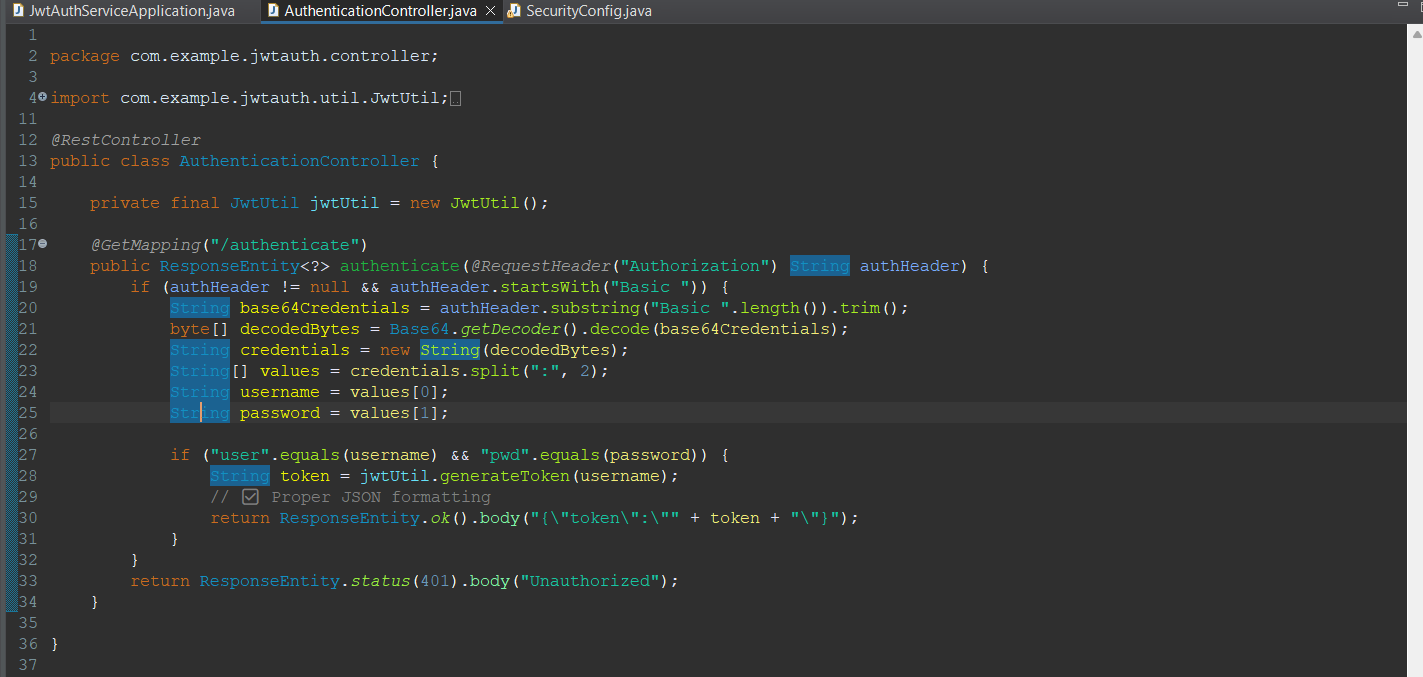 JwtAuthServiceApplication.java AuthenticationController.java SecurityConfig.java
1
2 package com.example.jwtauth.controller;
3
4 import com.example.jwtauth.util.JwtUtil;
11
12 @RestController
13 public class AuthenticationController {
14
15     private final JwtUtil jwtUtil = new JwtUtil();
16
17     @GetMapping("/authenticate")
18     public ResponseEntity<?> authenticate(@RequestHeader("Authorization") String authHeader) {
19         if (authHeader != null && authHeader.startsWith("Basic ")) {
20             String base64Credentials = authHeader.substring("Basic ".length()).trim();
21             byte[] decodedBytes = Base64.getDecoder().decode(base64Credentials);
22             String credentials = new String(decodedBytes);
23             String[] values = credentials.split(":", 2);
24             String username = values[0];
25             String password = values[1];
26
27             if ("user".equals(username) && "pwd".equals(password)) {
28                 String token = jwtUtil.generateToken(username);
29                 // ☑ Proper JSON formatting
30                 return ResponseEntity.ok().body("{\"token\":\"" + token + "\"}");
31             }
32         }
33         return ResponseEntity.status(401).body("Unauthorized");
34     }
35
36 }
37